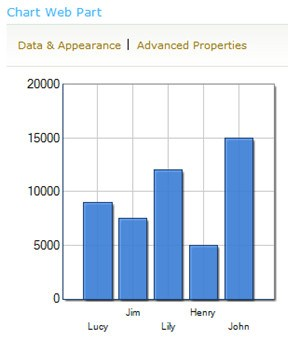 Chart Web Part
Data & Appearance | Advanced Properties
20000
15000
10000
5000
0
Jim Henry
Lucy Lily John